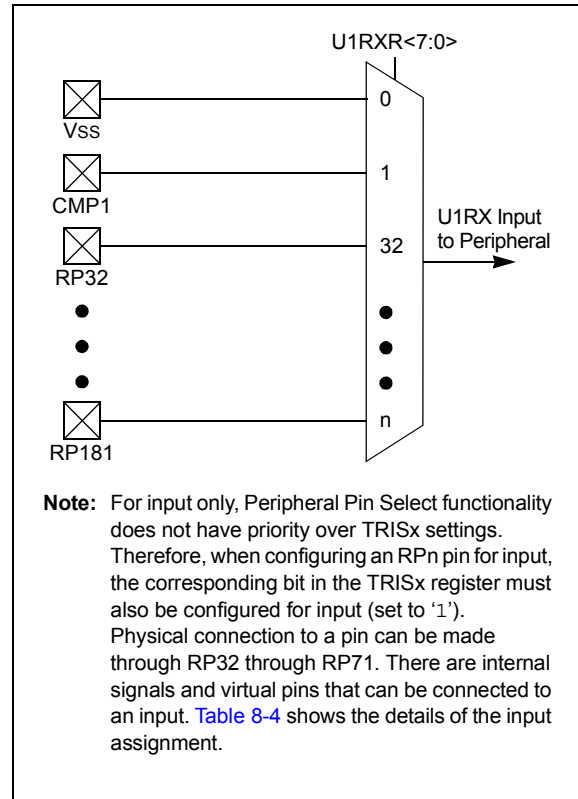 U1RXR<7:0>
0
Vss
1
CMP1
U1RX Input
to Peripheral
32
RP32
n
RP181
Note: For input only, Peripheral Pin Select functionality
does not have priority over TRISx settings.
Therefore, when configuring an RPn pin for input,
the corresponding bit in the TRISx register must
also be configured for input (set to ‘1’).
Physical connection to a pin can be made
through RP32 through RP71. There are internal
signals and virtual pins that can be connected to
an input. Table 8-4 shows the details of the input
assignment.